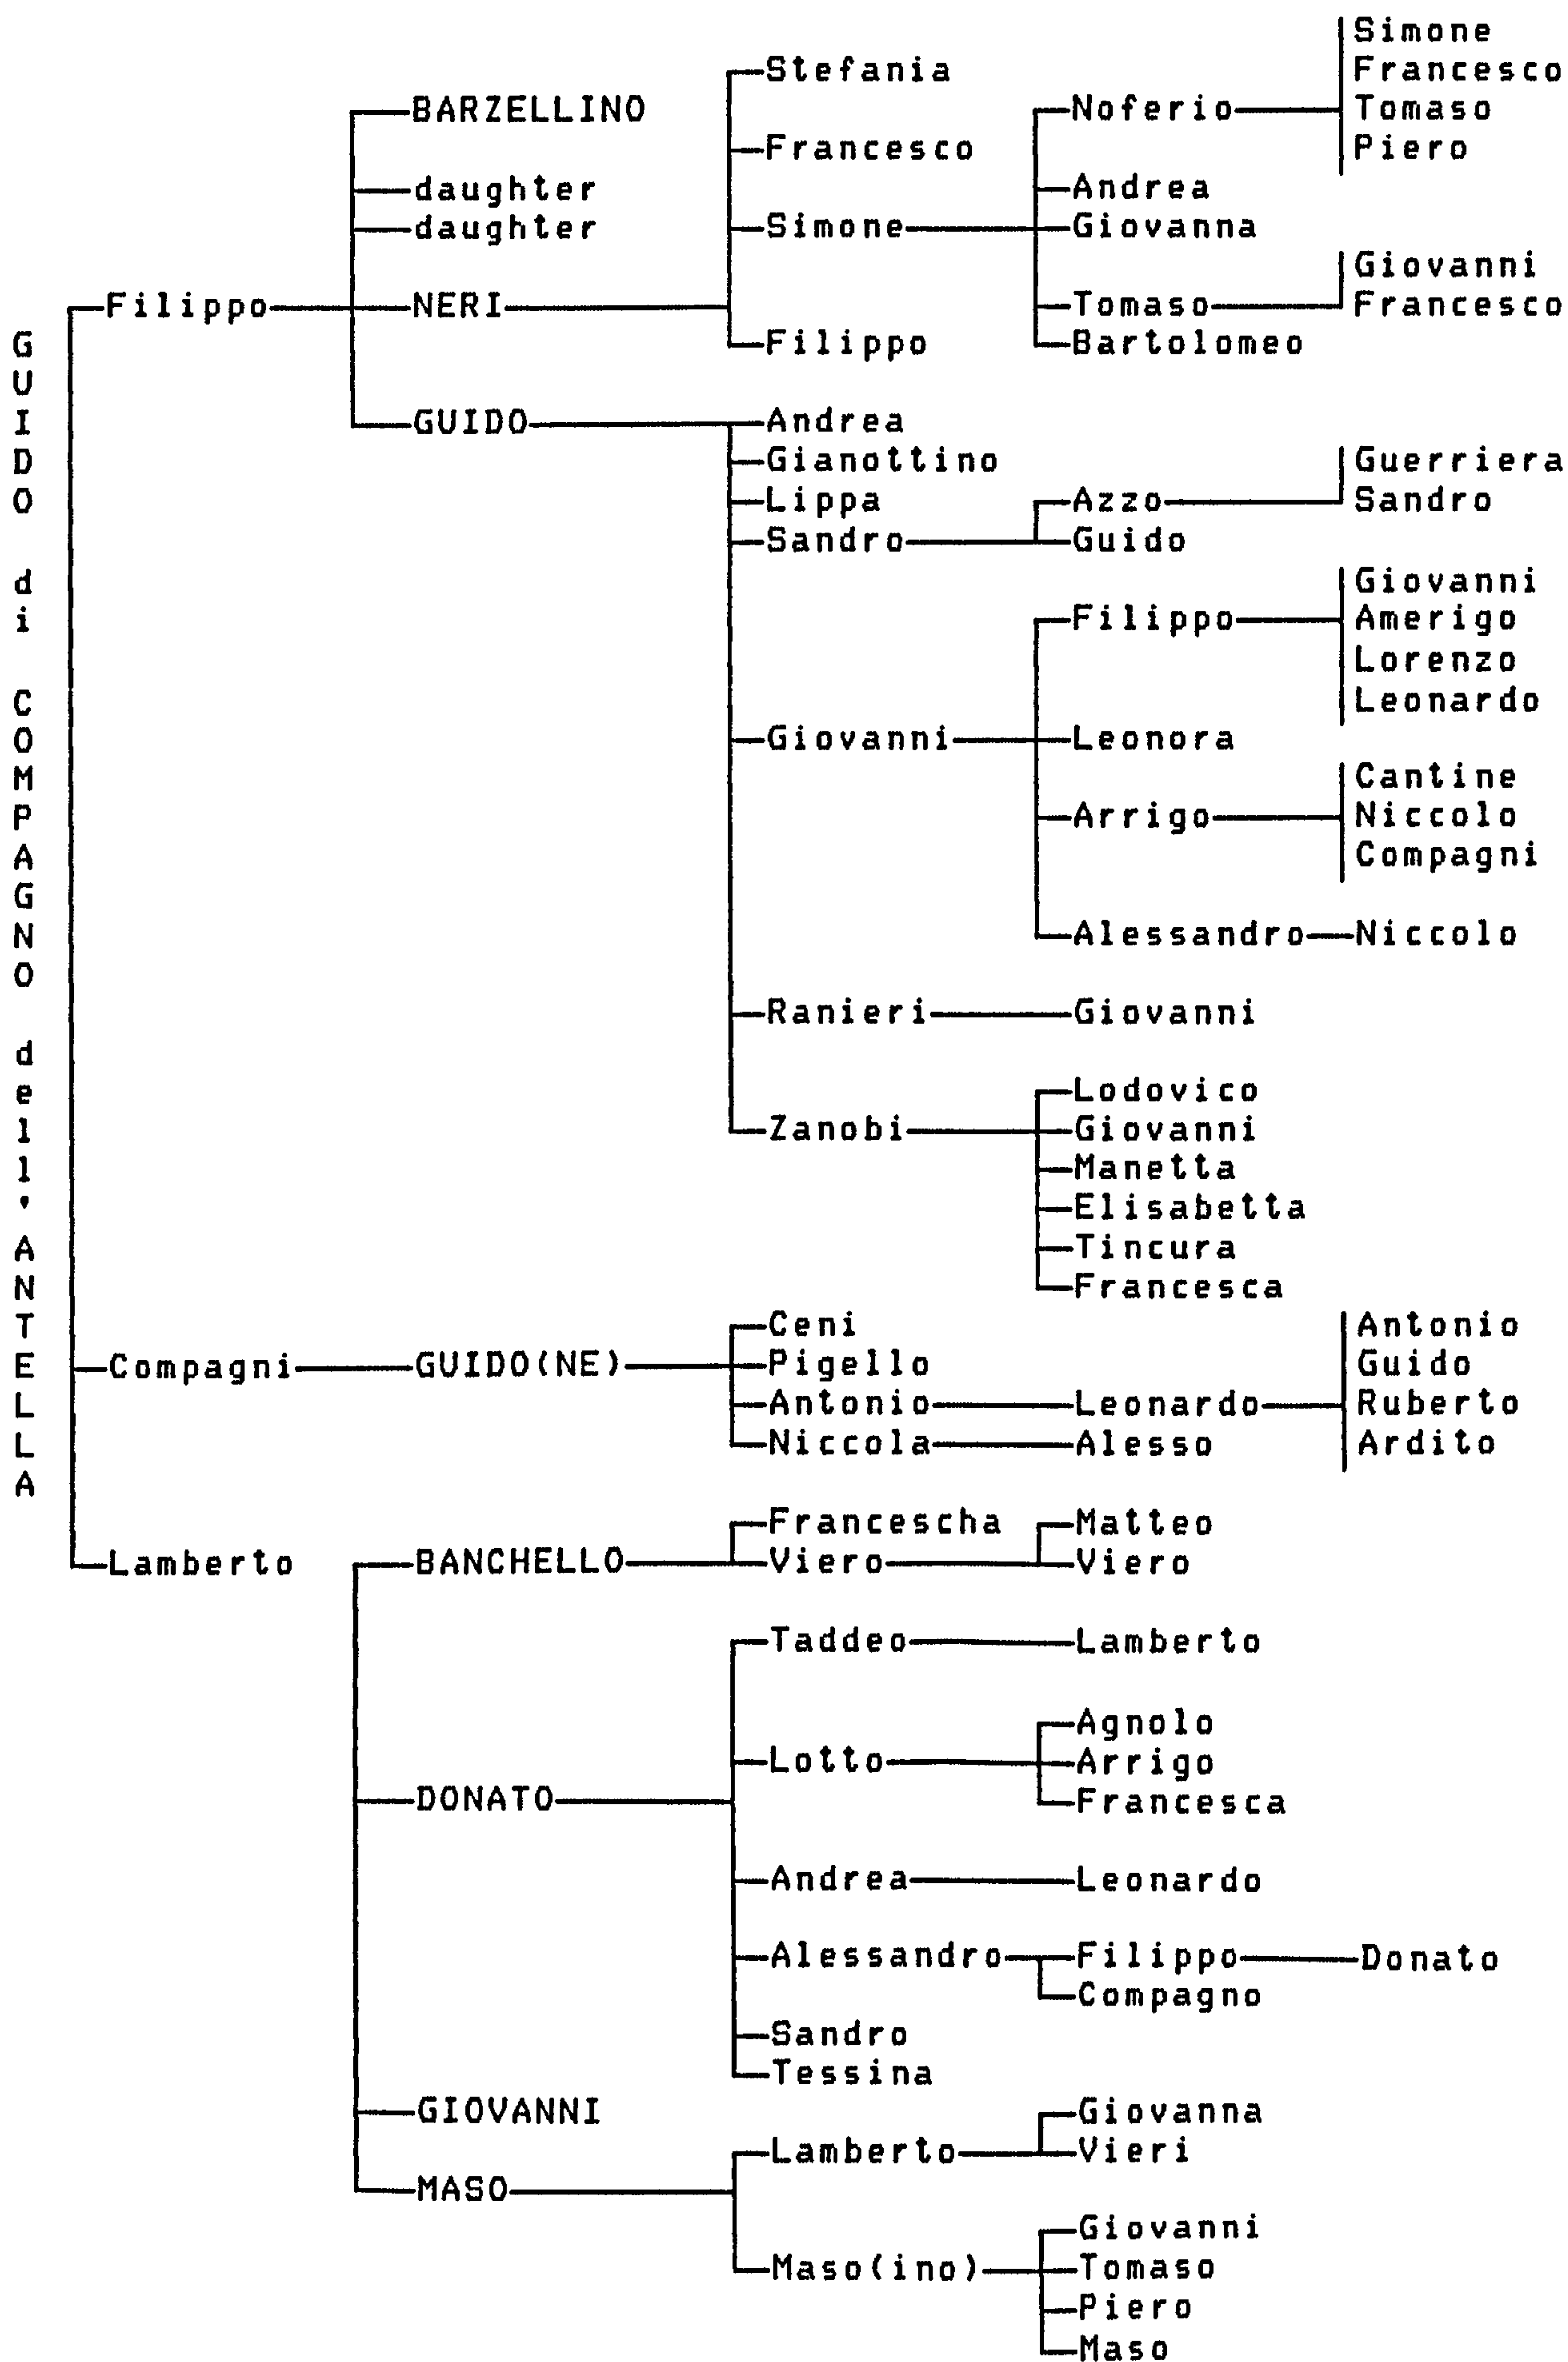 GUIDO di COMPAGNO dell'ANTELLA
Simone
Stefania
Francesco
BARZELLINO
Noferio
Tomaso
Francesco
Piero
daughter
Andrea
daughter
Simone
Giovanna
Giovanni
Filippo
NERI
Tomaso
Francesco
Filippo
Bartolomeo
GUIDO
Andrea
Gianottino
Guerriera
Lippa
Azzo
Sandro
Sandro
Guido
Giovanni
Filippo
Amerigo
Lorenzo
Leonardo
Giovanni
Leonora
Cantine
Arrigo
Niccolo
Compagni
Alessandro
Niccolo
Ranieri
Giovanni
Lodovico
Zanobi
Giovanni
Manetta
Elisabetta
Tincura
Francesca
Ceni
Antonio
Compagni
GUIDO(NE)
Pigello
Guido
Antonio
Leonardo
Ruberto
Niccola
Alesso
Ardito
Francescha
Matteo
Lamberto
BANCHELLO
Viero
Viero
Taddeo
Lamberto
Agnolo
Lotto
Arrigo
DONATO
Francesca
Andrea
Leonardo
Alessandro
Filippo
Donato
Compagno
Sandro
Tessina
GIOVANNI
Giovanna
Lamberto
Vieri
MASO
Giovanni
Maso(ino)
Tomaso
Piero
Maso